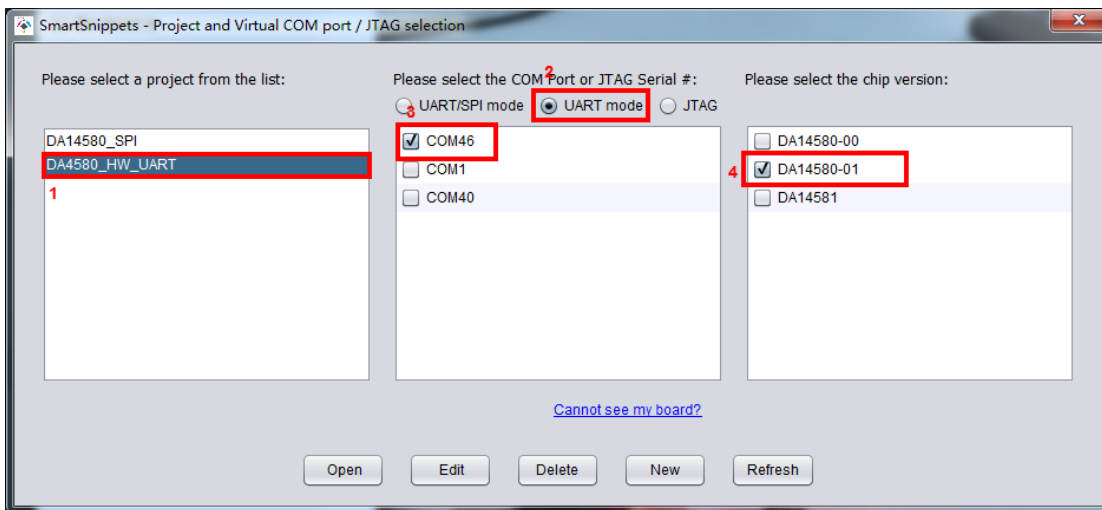 SmartSnippets - Project and Virtual COM port / JTAG selection
x
Please select a project from the list:
DA14580_SPI
DA4580_HW_UART
1
Please select the COM Port or JTAG Serial #:
2
3
UART/SPI mode UART mode JTAG
COM46
COM1
COM40
Please select the chip version:
DA14580-00
4 DA14580-01
DA14581
Cannot see my board?
Open Edit Delete New Refresh